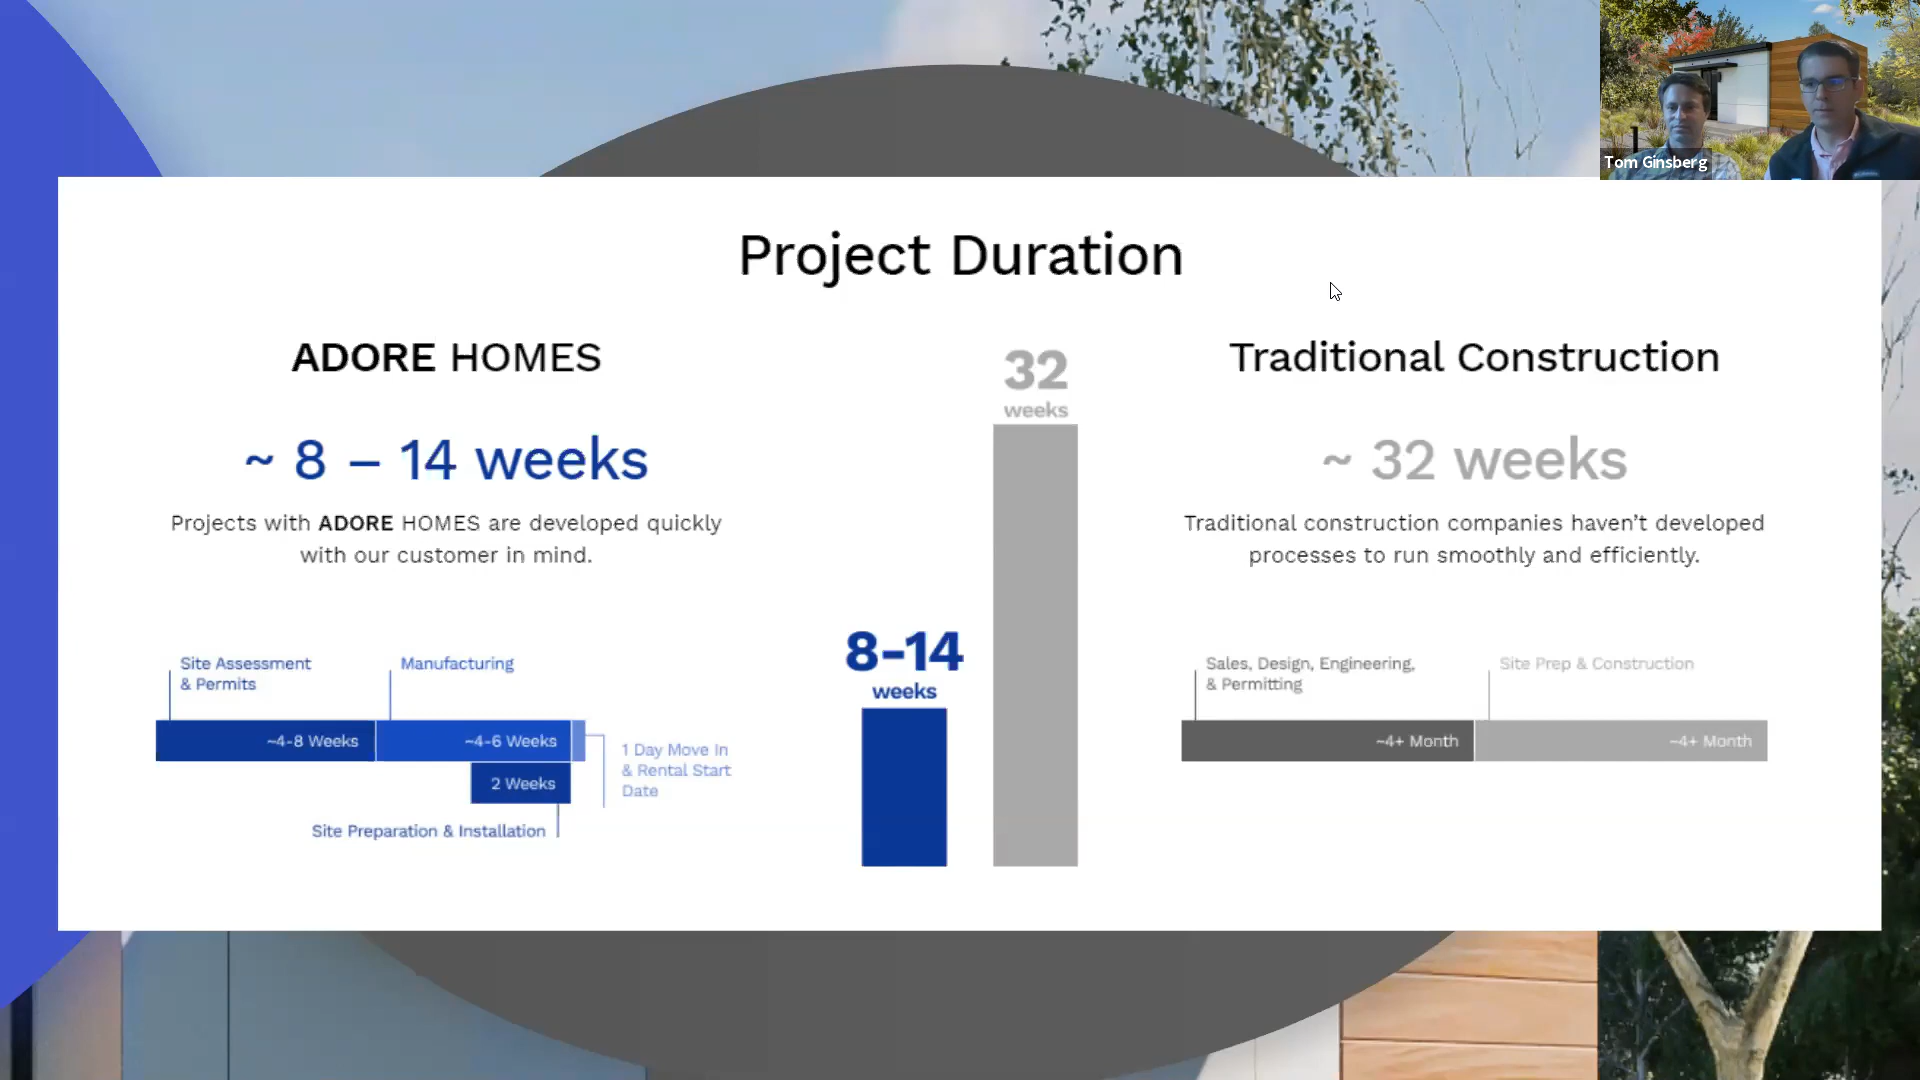 Tom Ginsberg
Project Duration
ADORE HOMES
~ 8 – 14 weeks
Projects with ADORE HOMES are developed quickly
with our customer in mind.
Site Assessment
& Permits
Manufacturing
~4-8 Weeks
~4-6 Weeks
2 Weeks
1 Day Move In
& Rental Start
Date
Site Preparation & Installation
8-14
weeks
32
weeks
Traditional Construction
~ 32 weeks
Traditional construction companies haven’t developed
processes to run smoothly and efficiently.
Sales, Design, Engineering,
& Permitting
Site Prep & Construction
~4+ Month
~4+ Month